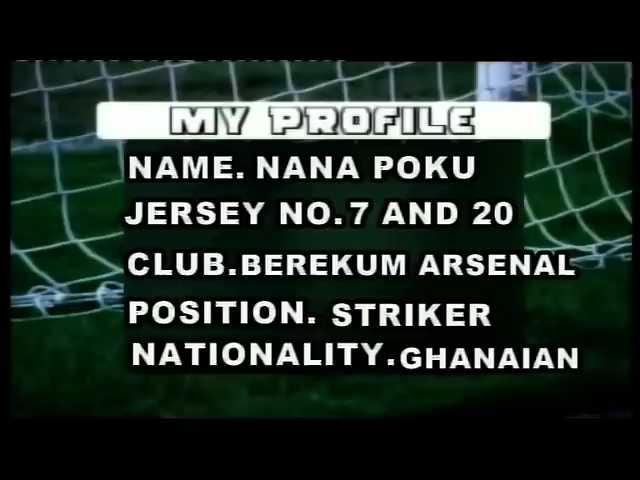 MY PROFILE
NAME. NANA POKU
JERSEY NO. 7 AND 20
CLUB. BEREKUM ARSENAL
POSITION. STRIKER
NATIONALITY. GHANAIAN